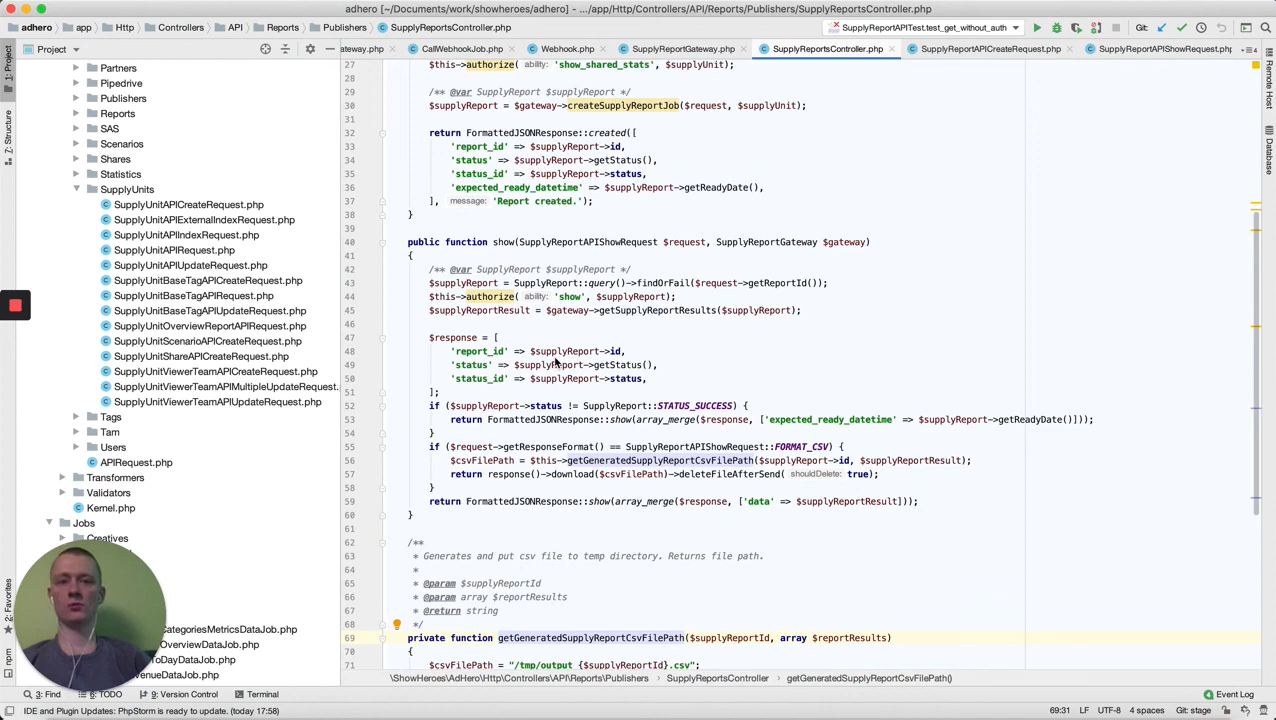 adhero [~/Documents/work/showheroes/adhero] - .../app/Http/Controllers/API/Reports/Publishers/SupplyReportsController.php
adhero > app > Http > Controllers > API > Reports > Publishers > SupplyReportsController.php
SupplyReportAPITest.test_get_without_auth
Git:
Project
ateway.php
CallWebhookJob.php
Webhook.php
SupplyReportGateway.php
SupplyReportsController.php
SupplyReportAPICreateRequest.php
SupplyReportAPIShowRequest.php
1: Project
7: Structure
2: Favorites
npm
Remote Host
Database
Partners
Pipedrive
Publishers
Reports
SAS
Scenarios
Shares
Statistics
SupplyUnits
SupplyUnitAPICreateRequest.php
SupplyUnitAPIExternalIndexRequest.php
SupplyUnitAPIIndexRequest.php
SupplyUnitAPIRequest.php
SupplyUnitAPIUpdateRequest.php
SupplyUnitBaseTagAPICreateRequest.php
SupplyUnitBaseTagAPIRequest.php
SupplyUnitBaseTagAPIUpdateRequest.php
SupplyUnitOverviewReportAPIRequest.php
SupplyUnitScenarioAPICreateRequest.php
SupplyUnitShareAPICreateRequest.php
SupplyUnitViewerTeamAPICreateRequest.php
SupplyUnitViewerTeamAPIMultipleUpdateRequest.
SupplyUnitViewerTeamAPIUpdateRequest.php
Tags
Tam
Users
APIRequest.php
Transformers
Validators
Kernel.php
Jobs
Creatives
CategoriesMetricsDataJob.php
OverviewDataJob.php
ToDayDataJob.php
venueDataJob.php
27 $this->authorize( ability: 'show_shared_stats', $supplyUnit);
28
29 /** @var SupplyReport $supplyReport */
30 $supplyReport = $gateway->createSupplyReportJob($request, $supplyUnit);
31
32 return FormattedJSONResponse::created([
33 'report_id' => $supplyReport->id,
34 'status' => $supplyReport->getStatus(),
35 'status_id' => $supplyReport->status,
36 'expected_ready_datetime' => $supplyReport->getReadyDate(),
37 ], message: 'Report created.');
38 }
39
40 public function show(SupplyReportAPIShowRequest $request, SupplyReportGateway $gateway)
41 {
42 /** @var SupplyReport $supplyReport */
43 $supplyReport = SupplyReport::query()->findOrFail($request->getReportId());
44 $this->authorize( ability: 'show', $supplyReport);
45 $supplyReportResult = $gateway->getSupplyReportResults($supplyReport);
46
47 $response = [
48 'report_id' => $supplyReport->id,
49 'status' => $supplyReport->getStatus(),
50 'status_id' => $supplyReport->status,
51 ];
52 if ($supplyReport->status != SupplyReport::STATUS_SUCCESS) {
53 return FormattedJSONResponse::show(array_merge($response, ['expected_ready_datetime' => $supplyReport->getReadyDate()]));
54 }
55 if ($request->getResponseFormat() == SupplyReportAPIShowRequest::FORMAT_CSV) {
56 $csvFilePath = $this->getGeneratedSupplyReportCsvFilePath($supplyReport->id, $supplyReportResult);
57 return response()->download($csvFilePath)->deleteFileAfterSend( shouldDelete: true);
58 }
59 return FormattedJSONResponse::show(array_merge($response, ['data' => $supplyReportResult]));
60 }
61
62 /**
63 * Generates and put csv file to temp directory. Returns file path.
64 *
65 * @param $supplyReportId
66 * @param array $reportResults
67 * @return string
68 */
69 private function getGeneratedSupplyReportCsvFilePath($supplyReportId, array $reportResults)
70 {
71 $csvFilePath = "/tmp/output_{$supplyReportId}.csv";
\ShowHeroes\AdHero\Http\Controllers\API\Reports\Publishers > SupplyReportsController > getGeneratedSupplyReportCsvFilePath()
3: Find
6: TODO
9: Version Control
Terminal
Event Log
IDE and Plugin Updates: PhpStorm is ready to update. (today 17:58)
69:31 LF UTF-8 4 spaces Git: stage